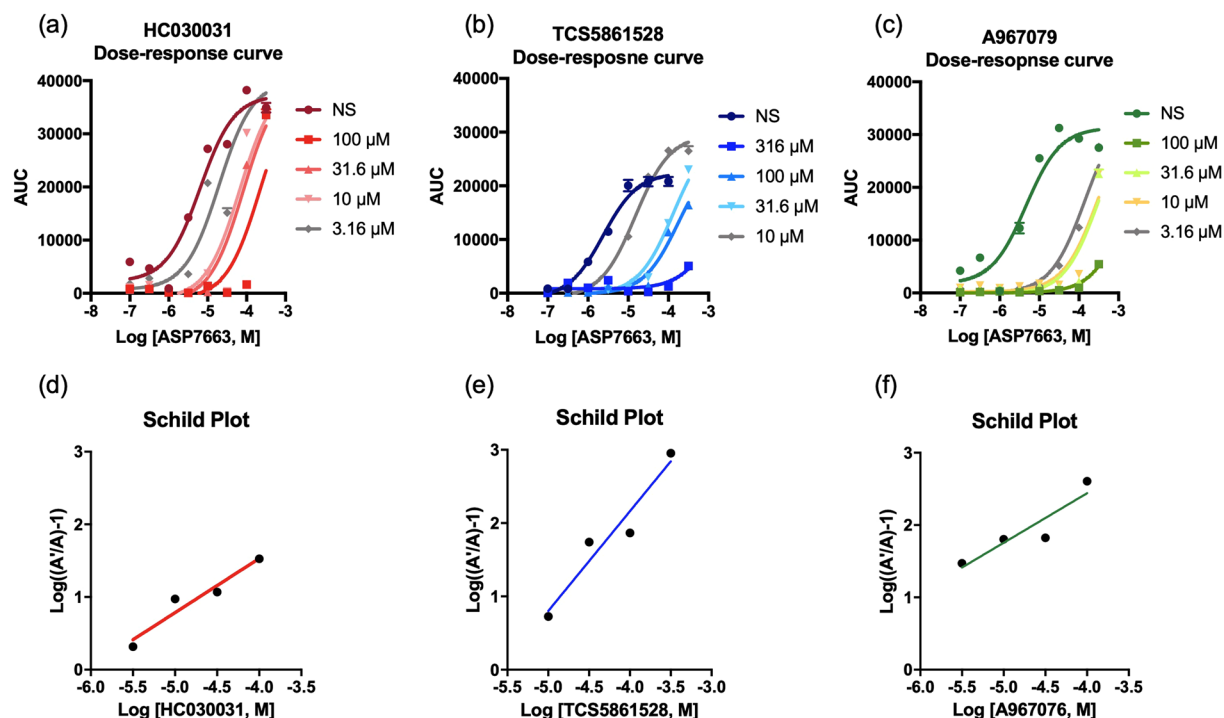 (a)
HC030031
Dose-response curve
40000
30000
20000
10000
0
AUC
-8 -7 -6 -5 -4 -3
Log [ASP7663, M]
NS
100 μM
31.6 μM
10 μM
3.16 μM
(b)
TCS5861528
Dose-resposne curve
40000
30000
20000
10000
0
AUC
-8 -7 -6 -5 -4 -3
Log [ASP7663, M]
NS
316 μM
100 μM
31.6 μM
10 μM
(c)
A967079
Dose-resopnse curve
40000
30000
20000
10000
0
AUC
-8 -7 -6 -5 -4 -3
Log [ASP7663, M]
NS
100 μM
31.6 μM
10 μM
3.16 μM
(d)
Schild Plot
3
2
1
0
Log((A'/A)-1)
-6.0 -5.5 -5.0 -4.5 -4.0 -3.5
Log [HC030031, M]
(e)
Schild Plot
3
2
1
0
Log((A'/A)-1)
-5.5 -5.0 -4.5 -4.0 -3.5 -3.0
Log [TCS5861528, M]
(f)
Schild Plot
3
2
1
0
Log((A'/A)-1)
-6.0 -5.5 -5.0 -4.5 -4.0 -3.5
Log [A967076, M]